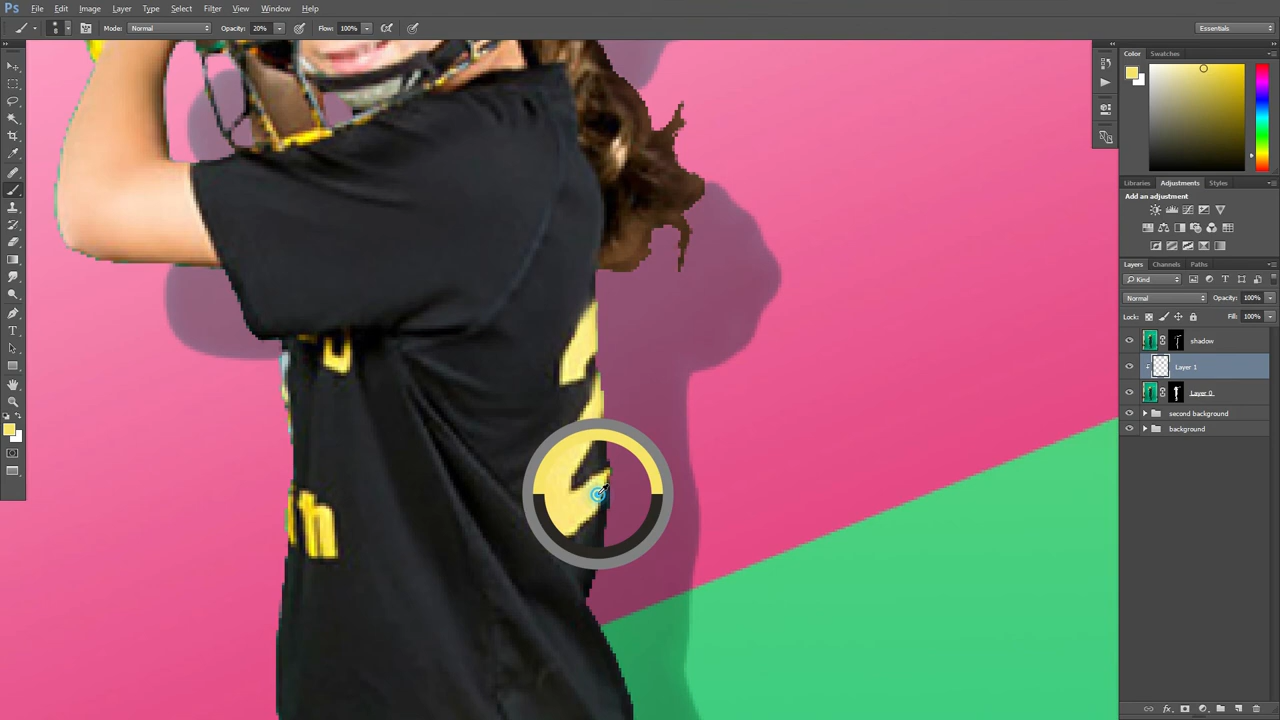 Ps File Edit Image Layer Type Select Filter View Window Help
Mode: Normal Opacity: 20% Flow: 100% Essentials
Color Swatches
Libraries Adjustments Styles
Add an adjustment
Layers Channels Paths
Kind T
Normal Opacity: 100%
Lock: Fill: 100%
shadow
Layer 1
Layer 0
second background
background
T
h
fx